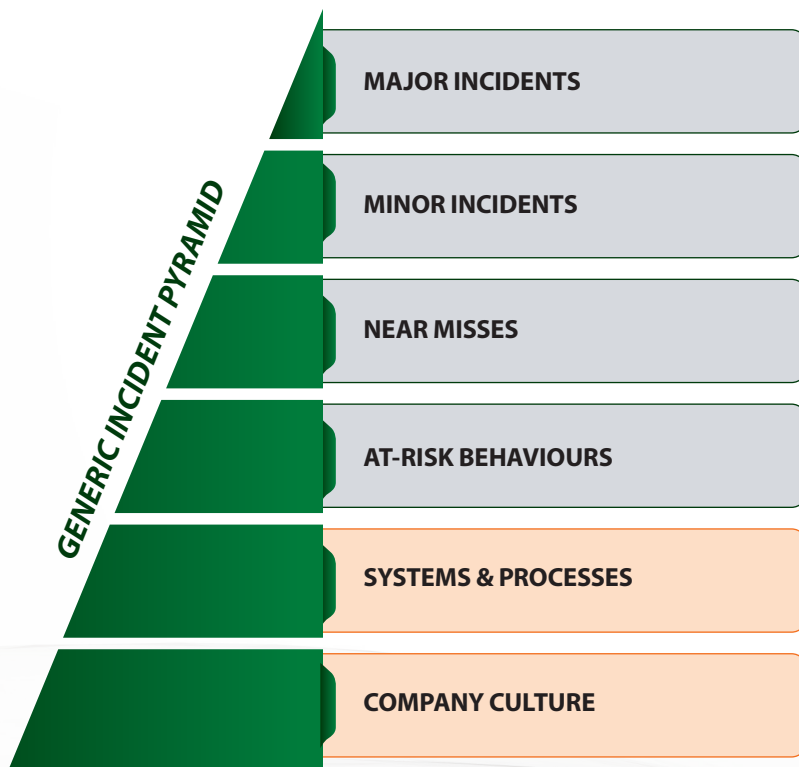 GENERIC INCIDENT PYRAMID
MAJOR INCIDENTS
MINOR INCIDENTS
NEAR MISSES
AT-RISK BEHAVIOURS
SYSTEMS & PROCESSES
COMPANY CULTURE